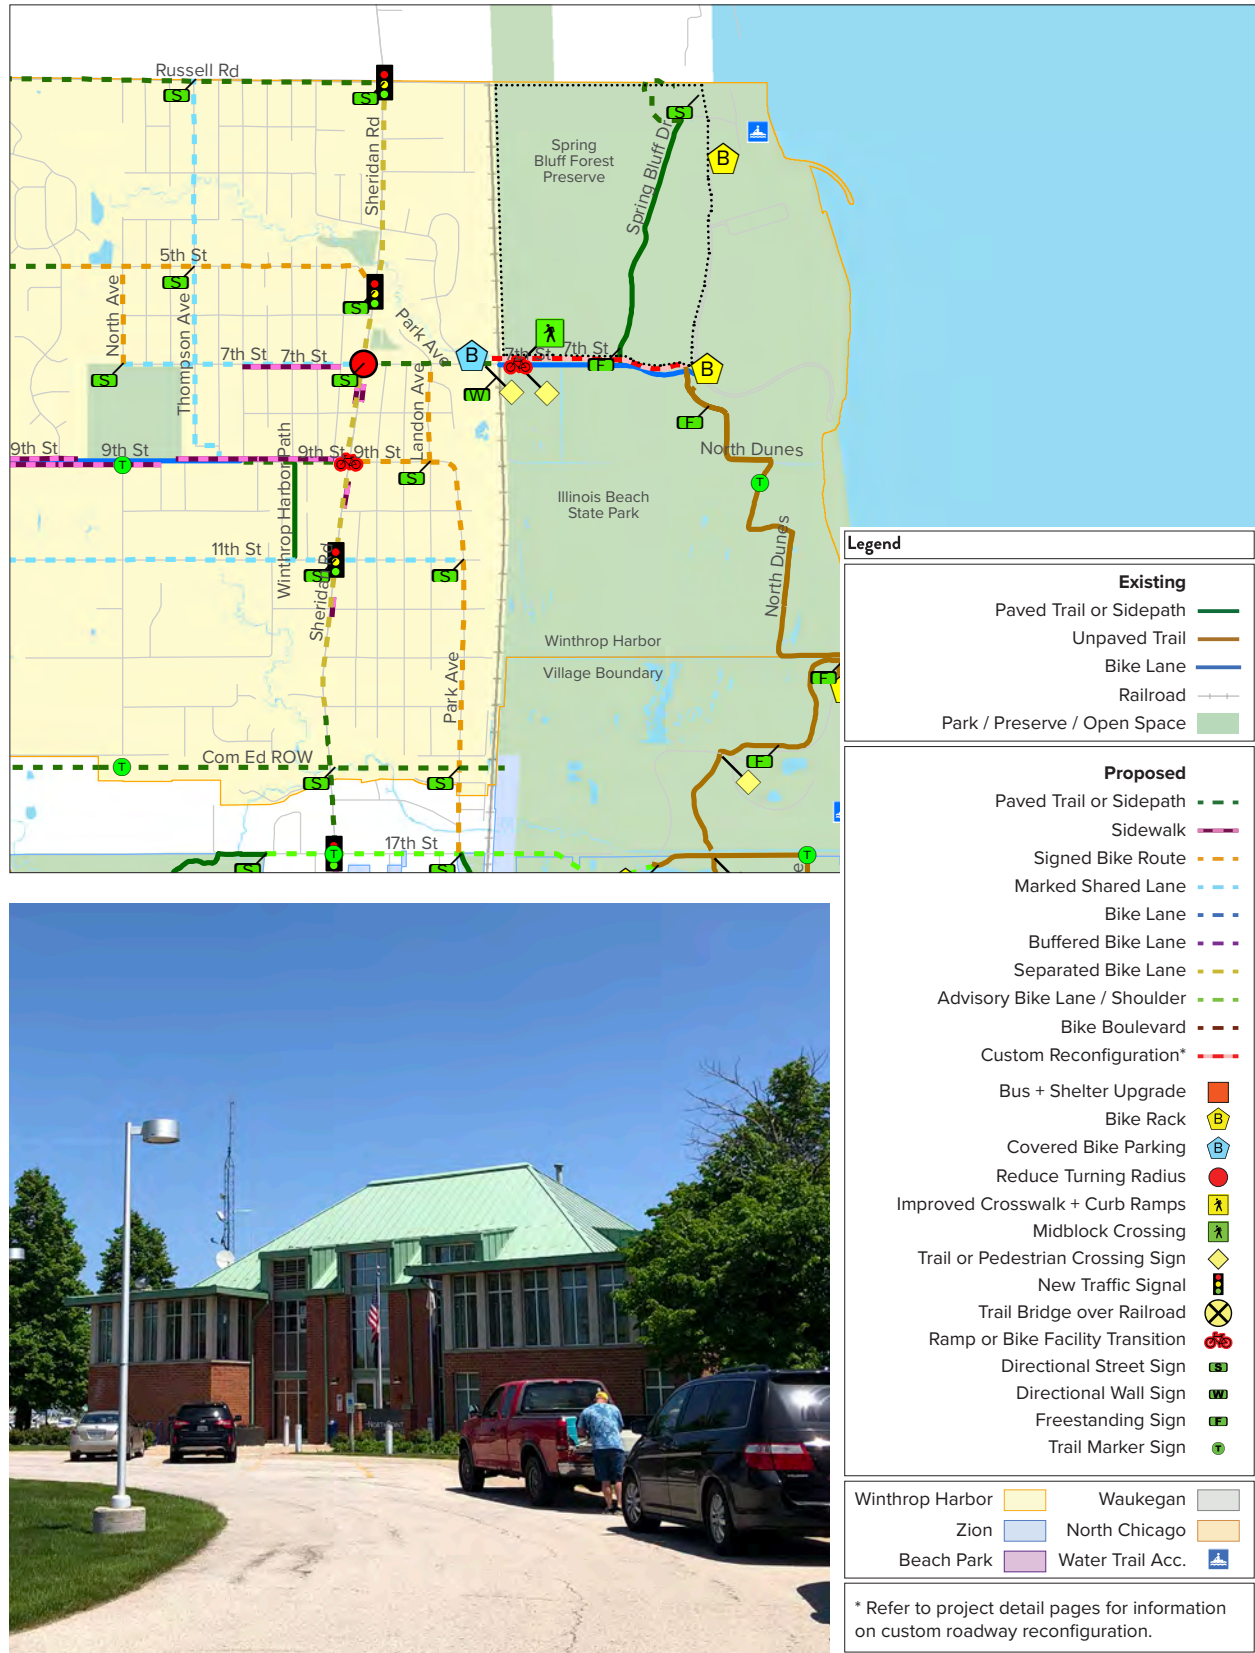 Russell Rd
S
S
Sheridan Rd
Spring
Bluff Forest
Preserve
S
Spring Bluff Dr
B
5th St
S
S
North Ave
Thompson Ave
Park Ave
7th St
7th St
S
S
B
7th St
7th St
F
B
W
Landon Ave
F
9th St
9th St
T
9th St
9th St
S
North Dunes
T
Illinois Beach
State Park
Winthrop Harbor Path
11th St
S
S
Sheridan Rd
North Dunes
Winthrop Harbor
Village Boundary
F
Park Ave
Com Ed ROW
T
S
S
F
17th St
T
T
S
S
e
Legend
Existing
Paved Trail or Sidepath
Unpaved Trail
Bike Lane
Railroad
Park / Preserve / Open Space
Proposed
Paved Trail or Sidepath
Sidewalk
Signed Bike Route
Marked Shared Lane
Bike Lane
Buffered Bike Lane
Separated Bike Lane
Advisory Bike Lane / Shoulder
Bike Boulevard
Custom Reconfiguration*
Bus + Shelter Upgrade
Bike Rack B
Covered Bike Parking B
Reduce Turning Radius
Improved Crosswalk + Curb Ramps
Midblock Crossing
Trail or Pedestrian Crossing Sign
New Traffic Signal
Trail Bridge over Railroad
Ramp or Bike Facility Transition
Directional Street Sign S
Directional Wall Sign W
Freestanding Sign F
Trail Marker Sign T
Winthrop Harbor Waukegan
Zion North Chicago
Beach Park Water Trail Acc.
* Refer to project detail pages for information
on custom roadway reconfiguration.